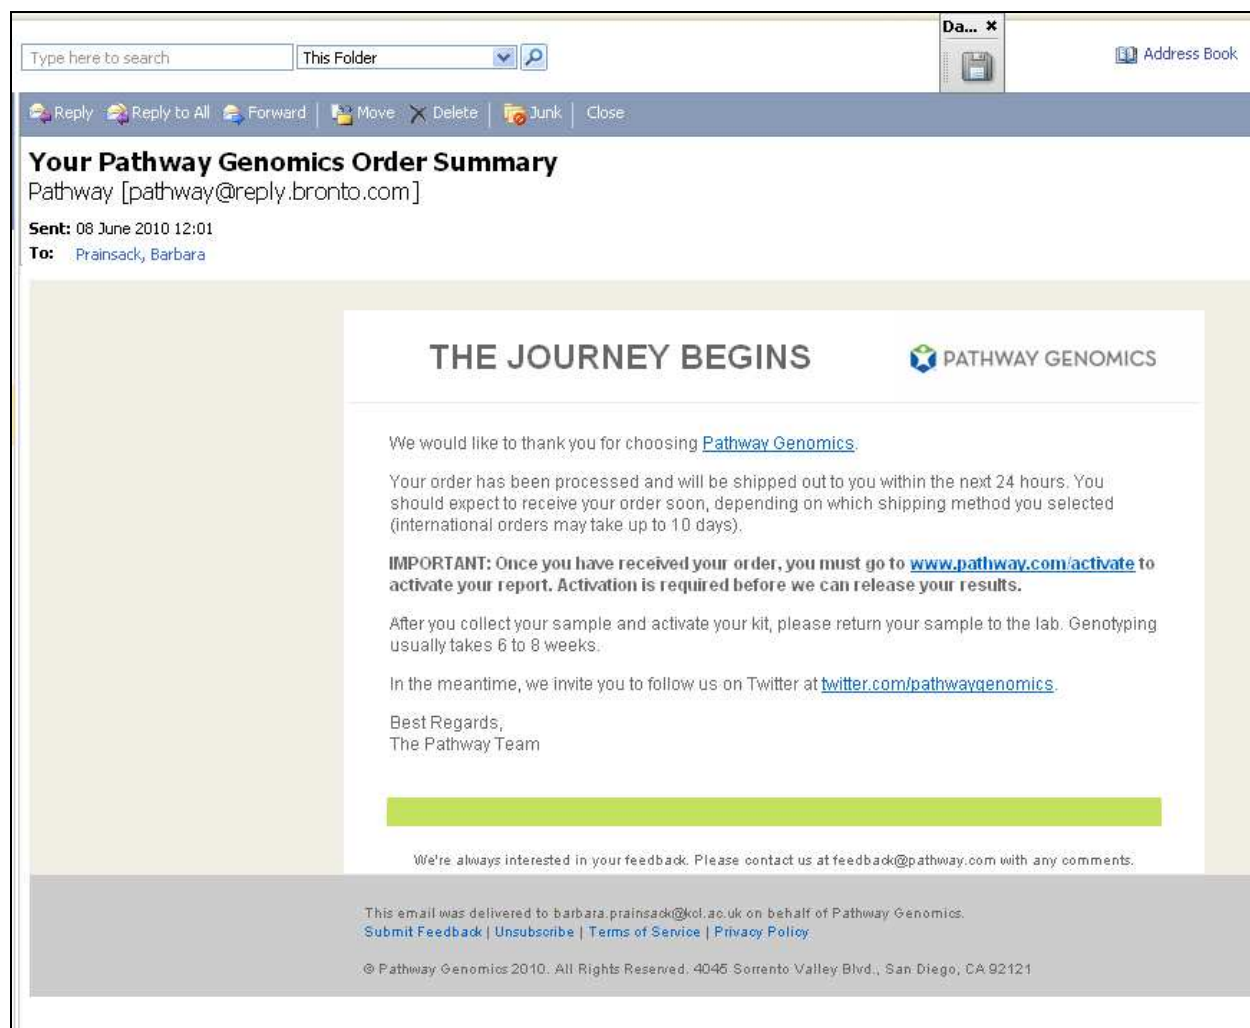 Da... ×
Type here to search
This Folder
Address Book
Reply Reply to All Forward Move Delete Junk Close
Your Pathway Genomics Order Summary
Pathway [pathway@reply.bronto.com]
Sent: 08 June 2010 12:01
To: Prainsack, Barbara
THE JOURNEY BEGINS
PATHWAY GENOMICS
We would like to thank you for choosing Pathway Genomics.
Your order has been processed and will be shipped out to you within the next 24 hours. You
should expect to receive your order soon, depending on which shipping method you selected
(international orders may take up to 10 days).
IMPORTANT: Once you have received your order, you must go to www.pathway.com/activate to
activate your report. Activation is required before we can release your results.
After you collect your sample and activate your kit, please return your sample to the lab. Genotyping
usually takes 6 to 8 weeks.
In the meantime, we invite you to follow us on Twitter at twitter.com/pathwaygenomics.
Best Regards,
The Pathway Team
We're always interested in your feedback. Please contact us at feedback@pathway.com with any comments.
This email was delivered to barbara.prainsack@kcl.ac.uk on behalf of Pathway Genomics.
Submit Feedback | Unsubscribe | Terms of Service | Privacy Policy
© Pathway Genomics 2010. All Rights Reserved. 4045 Sorrento Valley Blvd., San Diego, CA 92121